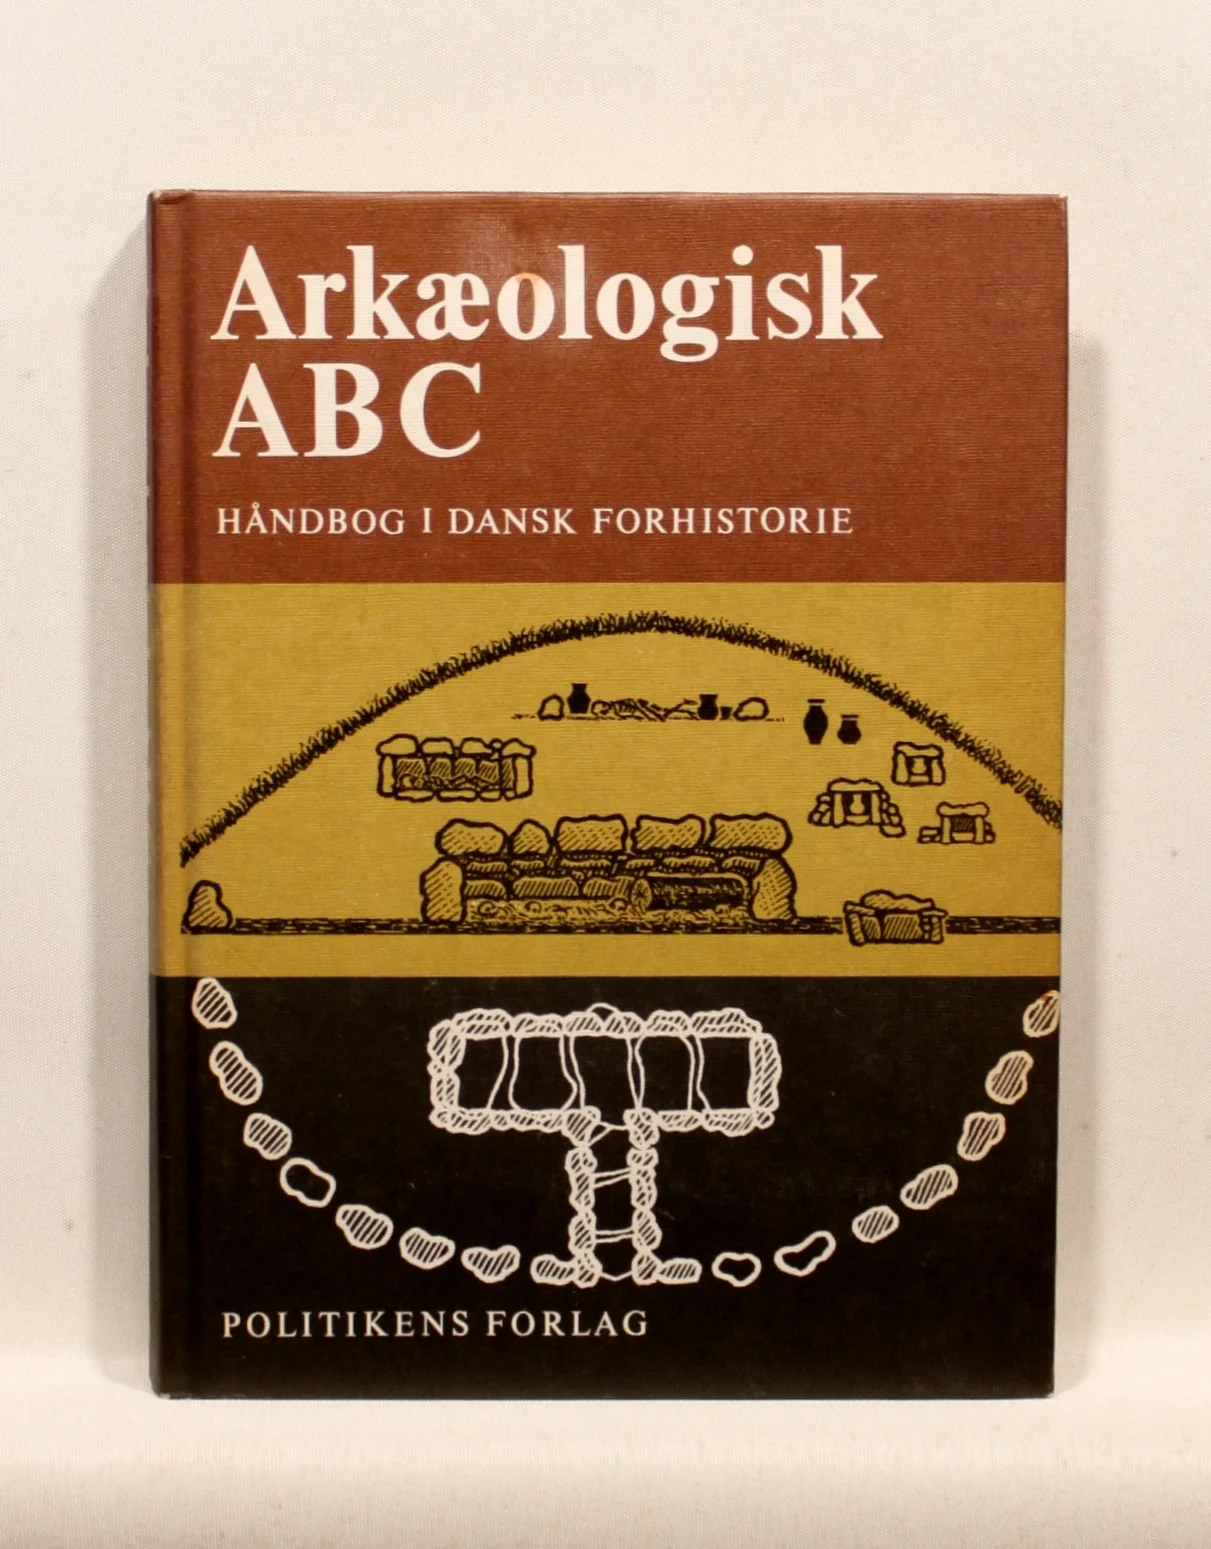 Arkæologisk
ABC
HÅNDBOG I DANSK FORHISTORIE
POLITIKENS FORLAG